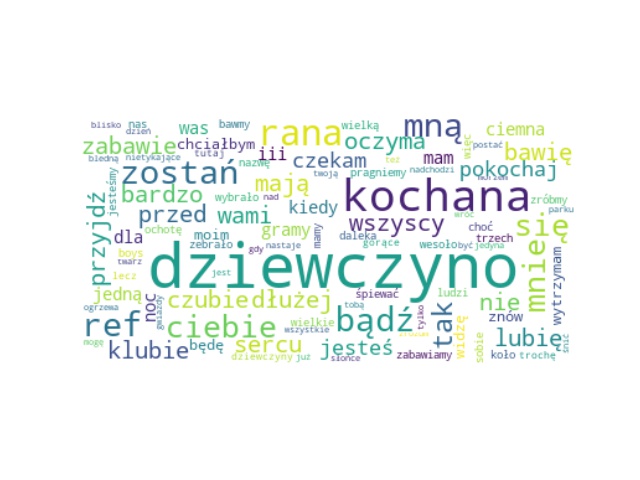 blisko nas was bawmy rana wielką mną ciemna
dzień zabawie chciałbym oczyma więc postać bawię
bledną nietykające tutaj iii czekam mam pokochaj
jesteśmy zostań nazwę pragniemy nadchodzi
przyjdź bardzo mają twoją kochana zróbmy
wybrało nad przed wami kiedy wszyscy wróć parku się
dla ochotę moim gramy mamy daleka choć trzech
zebrało gdy nastaje gorące wesoło być jedyna mnie wytrzymam
boys twarz jest dziewczyno
lecz jedną noc gwiazdy czubie dłużej śpiewać ludzi nie
ogrzewa ref ciebie tobą bądź tylko tak widzę znów
wielkie wszystkie lubię
mogę klubie będę sercu jesteś sobie koło trochę śnić
dziewczyny już słońce zabawiamy